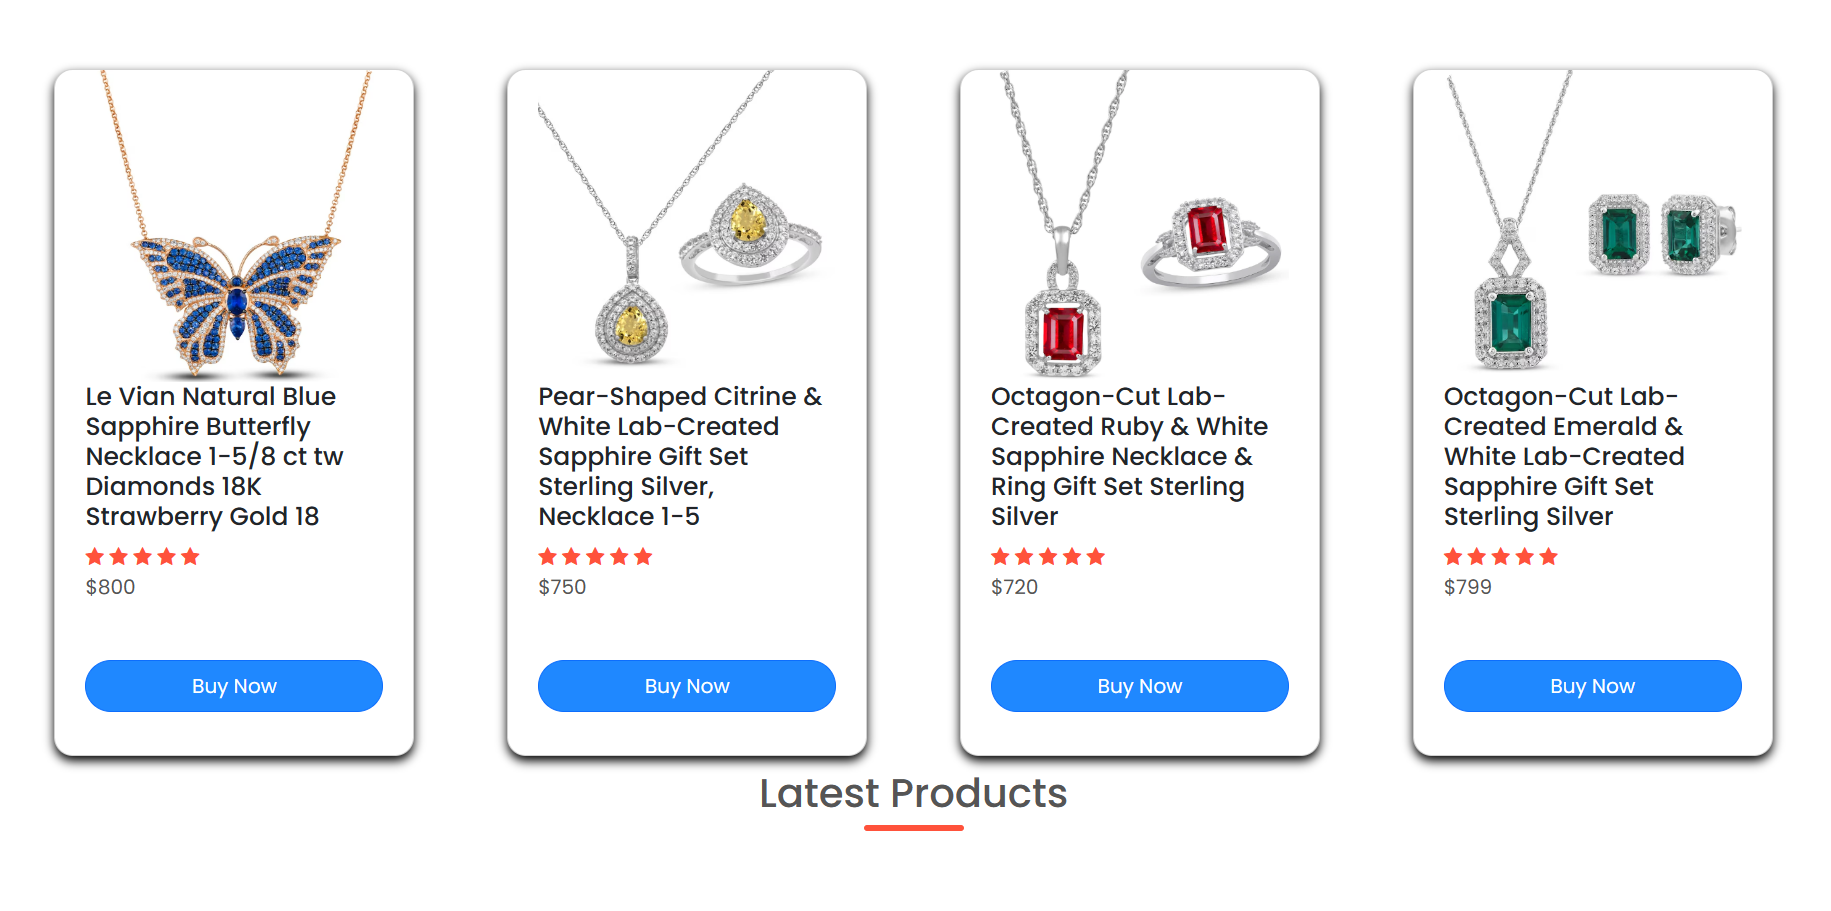 Le Vian Natural Blue
Sapphire Butterfly
Necklace 1-5/8 ct tw
Diamonds 18K
Strawberry Gold 18
$800
Buy Now
Pear-Shaped Citrine &
White Lab-Created
Sapphire Gift Set
Sterling Silver,
Necklace 1-5
$750
Buy Now
Octagon-Cut Lab-
Created Ruby & White
Sapphire Necklace &
Ring Gift Set Sterling
Silver
$720
Buy Now
Octagon-Cut Lab-
Created Emerald &
White Lab-Created
Sapphire Gift Set
Sterling Silver
$799
Buy Now
Latest Products